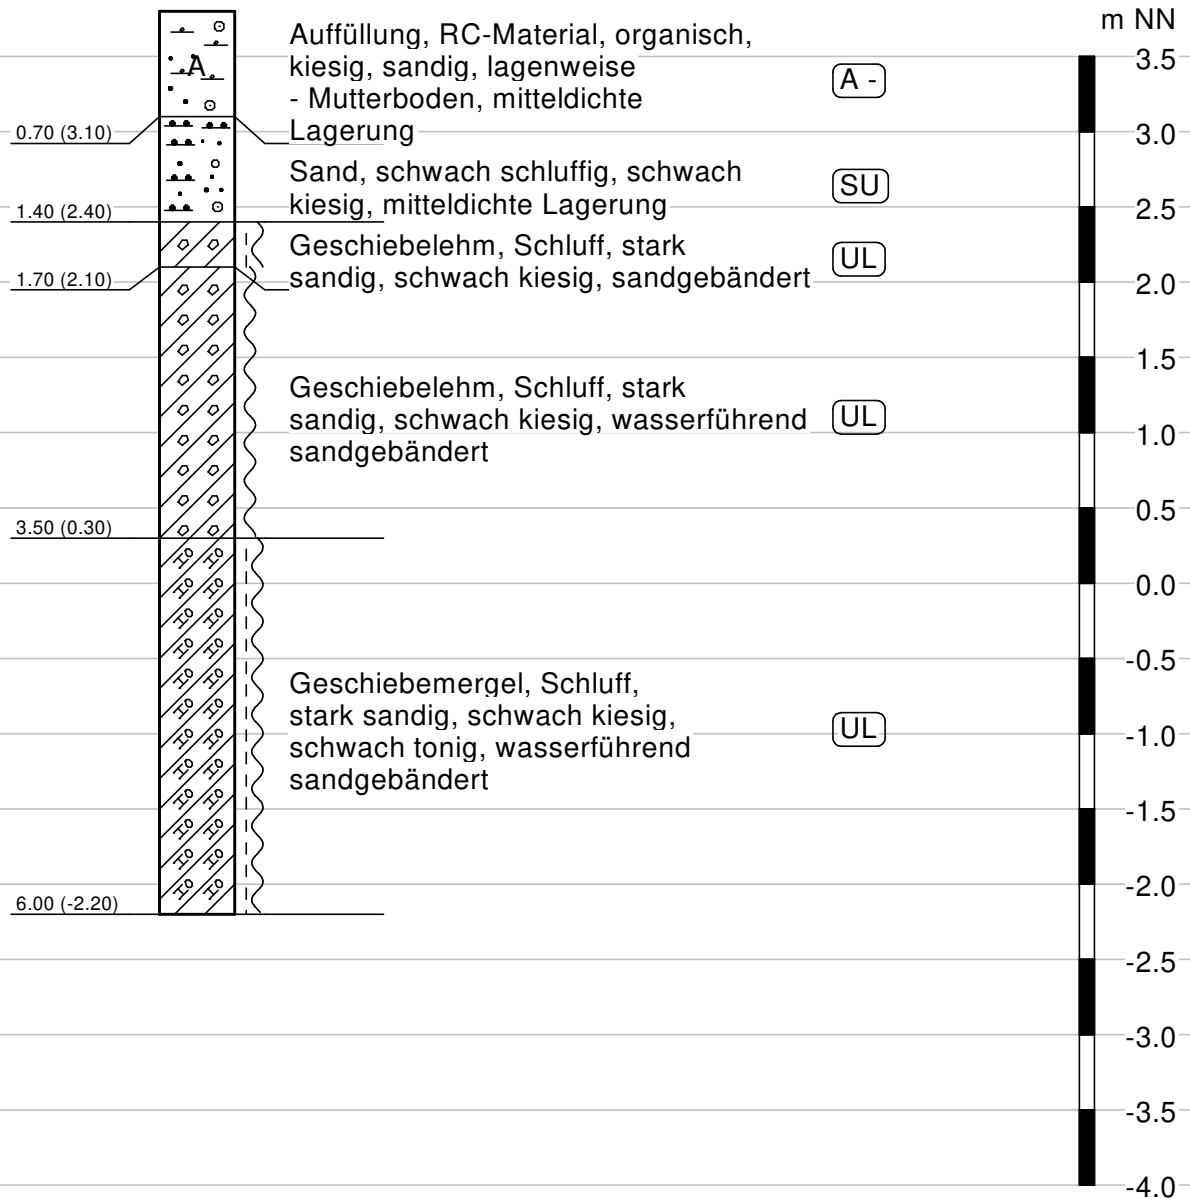 m NN
Auffüllung, RC-Material, organisch,
kiesig, sandig, lagenweise
- Mutterboden, mitteldichte
Lagerung
A
A -
0.70 (3.10)
Sand, schwach schluffig, schwach
kiesig, mitteldichte Lagerung
SU
1.40 (2.40)
Geschiebelehm, Schluff, stark
sandig, schwach kiesig, sandgebändert
UL
1.70 (2.10)
Geschiebelehm, Schluff, stark
sandig, schwach kiesig, wasserführend
sandgebändert
UL
3.50 (0.30)
Geschiebemergel, Schluff,
stark sandig, schwach kiesig,
schwach tonig, wasserführend
sandgebändert
UL
6.00 (-2.20)
3.5
3.0
2.5
2.0
1.5
1.0
0.5
0.0
-0.5
-1.0
-1.5
-2.0
-2.5
-3.0
-3.5
-4.0